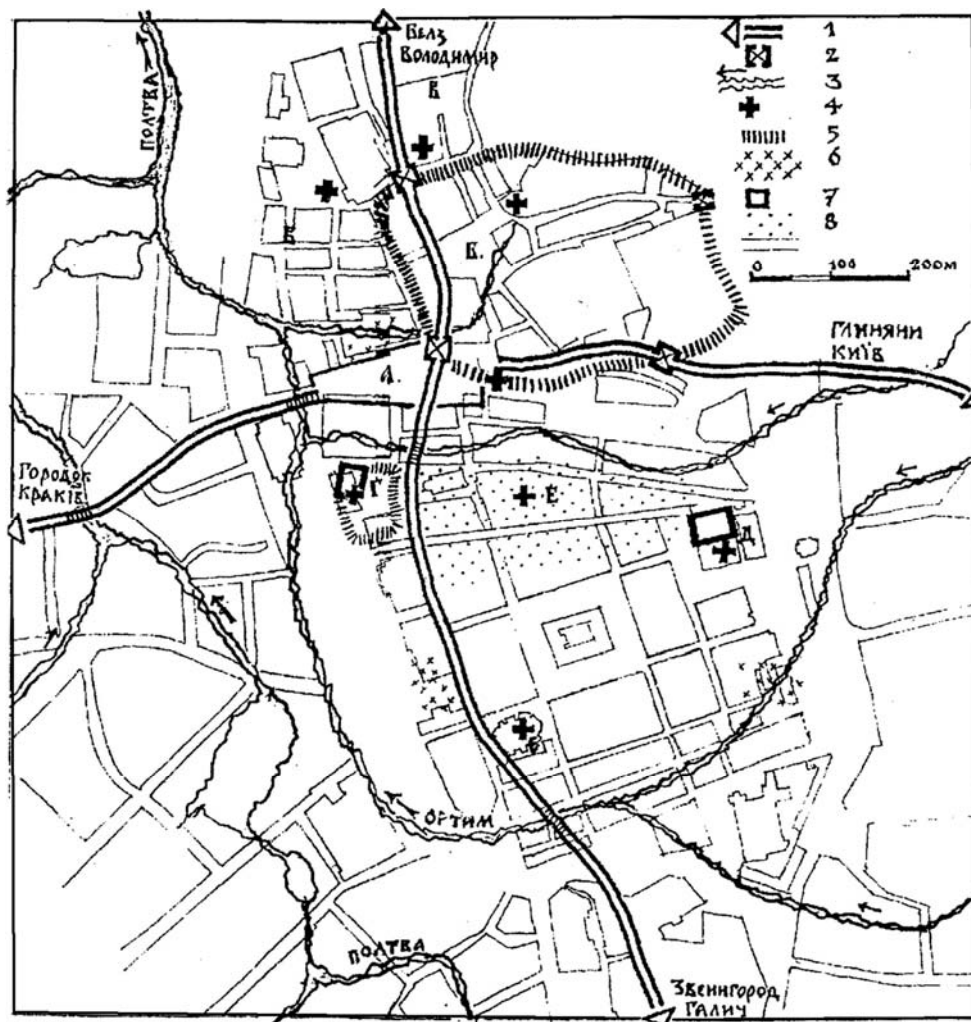 ПОЛТВА
Белз
Володимир
1
2
3
4
5
6
7
8
0 100 200м
В
Б
В.
Глиняни
Київ
А.
Городок
Краків
Г
Е
Д
Ортим
Полтва
Звенигород
Галич